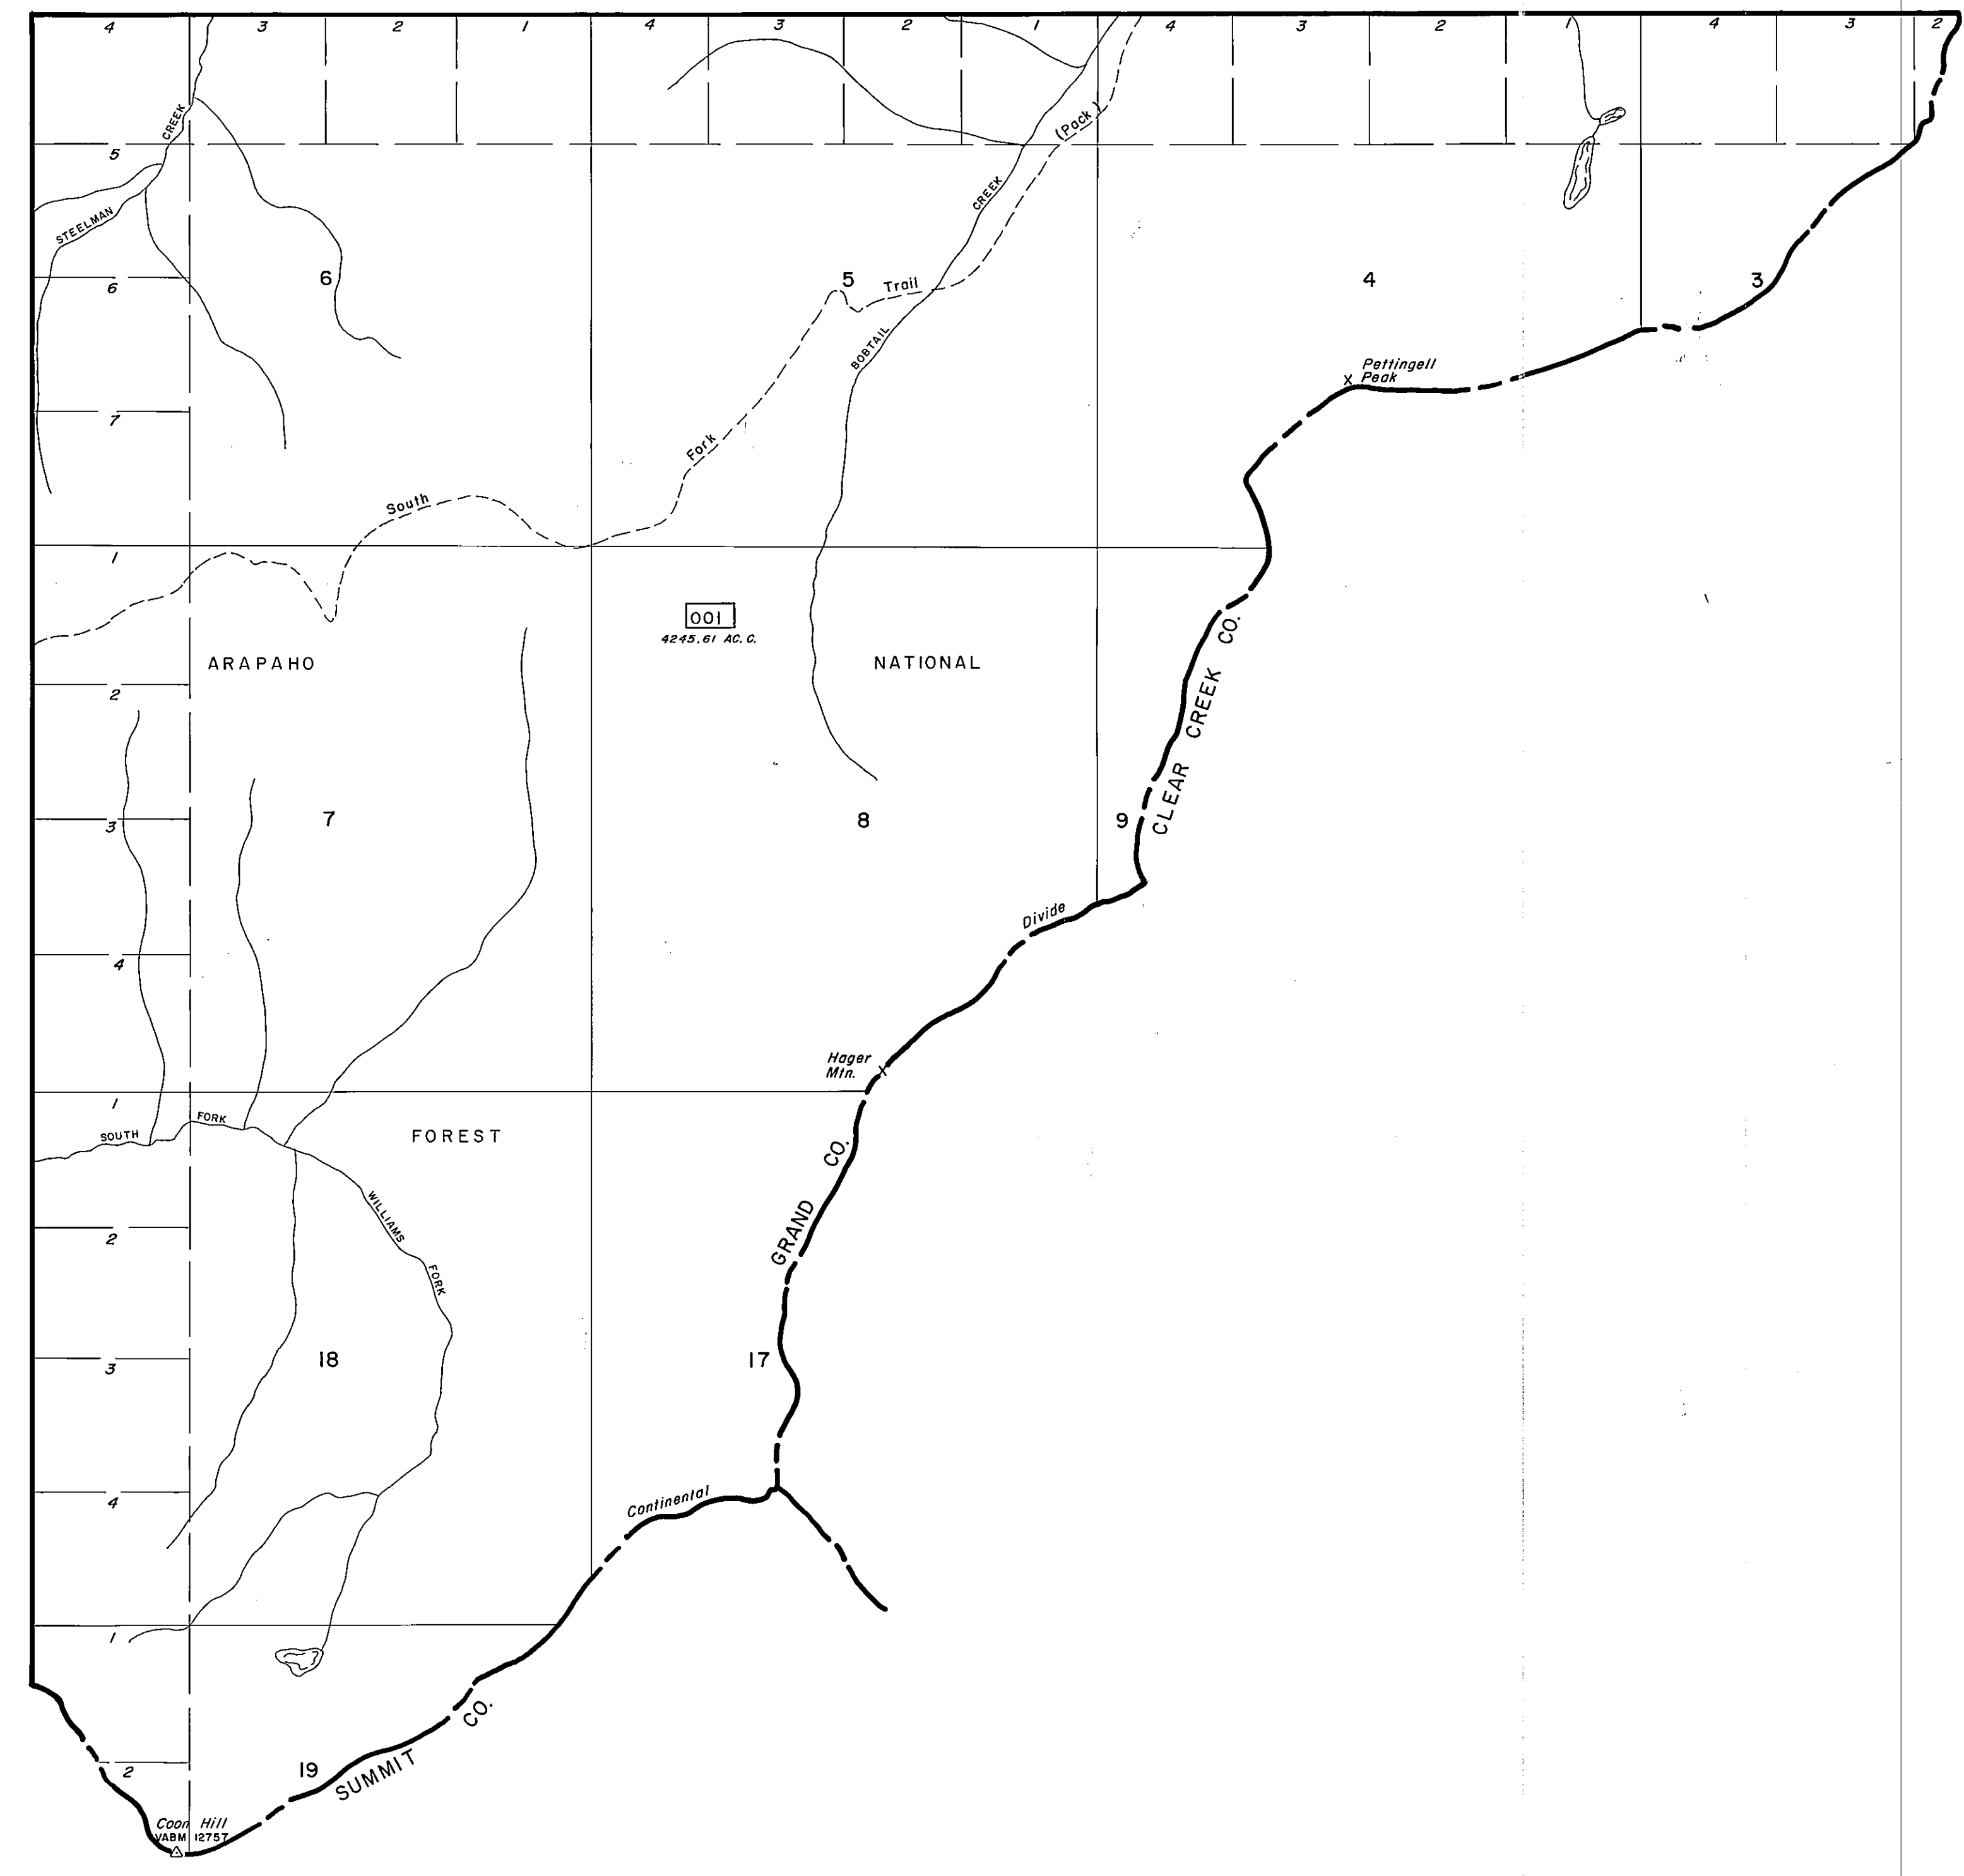 4 3 2 1 4 3 2 1 4 3 2 1 4 3 2
CREEK
(Pack)
5
CREEK
STEELMAN
6
6
5
Trail
4
3
BOBTAIL
Pettingell
Peak
X
7
Fork
South
1
001
4245.61 AC. C.
CO.
ARAPAHO
NATIONAL
2
CREEK
CLEAR
3
7
8
9
Divide
4
Hager
Mtn.
X
1
FORK
SOUTH
FOREST
CO.
WILLIAMS
2
GRAND
FORK
3
18
17
4
Continental
1
CO.
2
19
SUMMIT
Coon Hill
VABM 12757